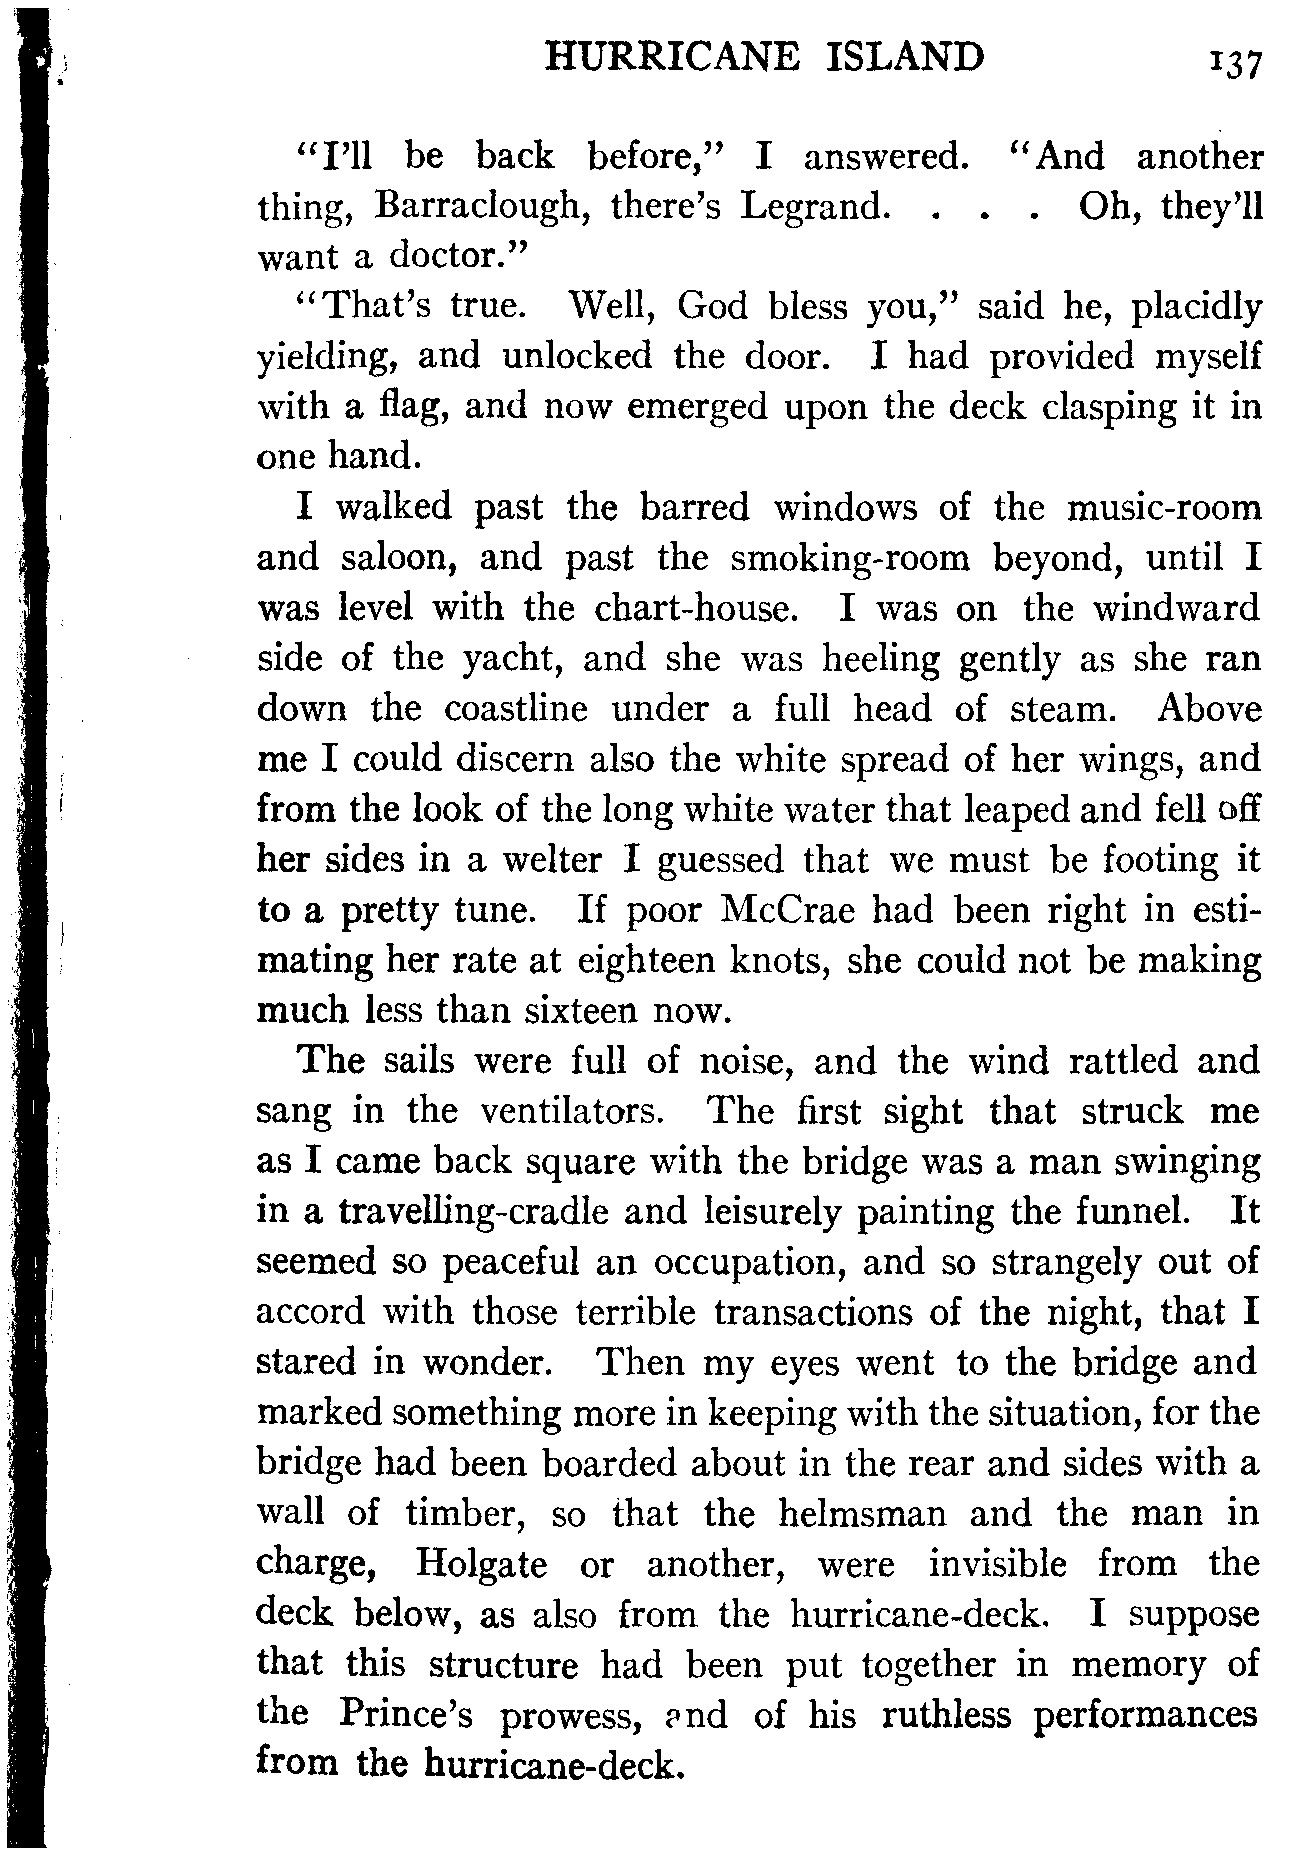 HURRICANE ISLAND 137
“I’ll be back before,” I answered. “And another
thing, Barraclough, there’s Legrand. . . . Oh, they’ll
want a doctor.”
“That’s true. Well, God bless you,” said he, placidly
yielding, and unlocked the door. I had provided myself
with a flag, and now emerged upon the deck clasping it in
one hand.
I walked past the barred windows of the music-room
and saloon, and past the smoking-room beyond, until I
was level with the chart-house. I was on the windward
side of the yacht, and she was heeling gently as she ran
down the coastline under a full head of steam. Above
me I could discern also the white spread of her wings, and
from the look of the long white water that leaped and fell off
her sides in a welter I guessed that we must be footing it
to a pretty tune. If poor McCrae had been right in esti-
mating her rate at eighteen knots, she could not be making
much less than sixteen now.
The sails were full of noise, and the wind rattled and
sang in the ventilators. The first sight that struck me
as I came back square with the bridge was a man swinging
in a travelling-cradle and leisurely painting the funnel. It
seemed so peaceful an occupation, and so strangely out of
accord with those terrible transactions of the night, that I
stared in wonder. Then my eyes went to the bridge and
marked something more in keeping with the situation, for the
bridge had been boarded about in the rear and sides with a
wall of timber, so that the helmsman and the man in
charge, Holgate or another, were invisible from the
deck below, as also from the hurricane-deck. I suppose
that this structure had been put together in memory of
the Prince’s prowess, and of his ruthless performances
from the hurricane-deck.